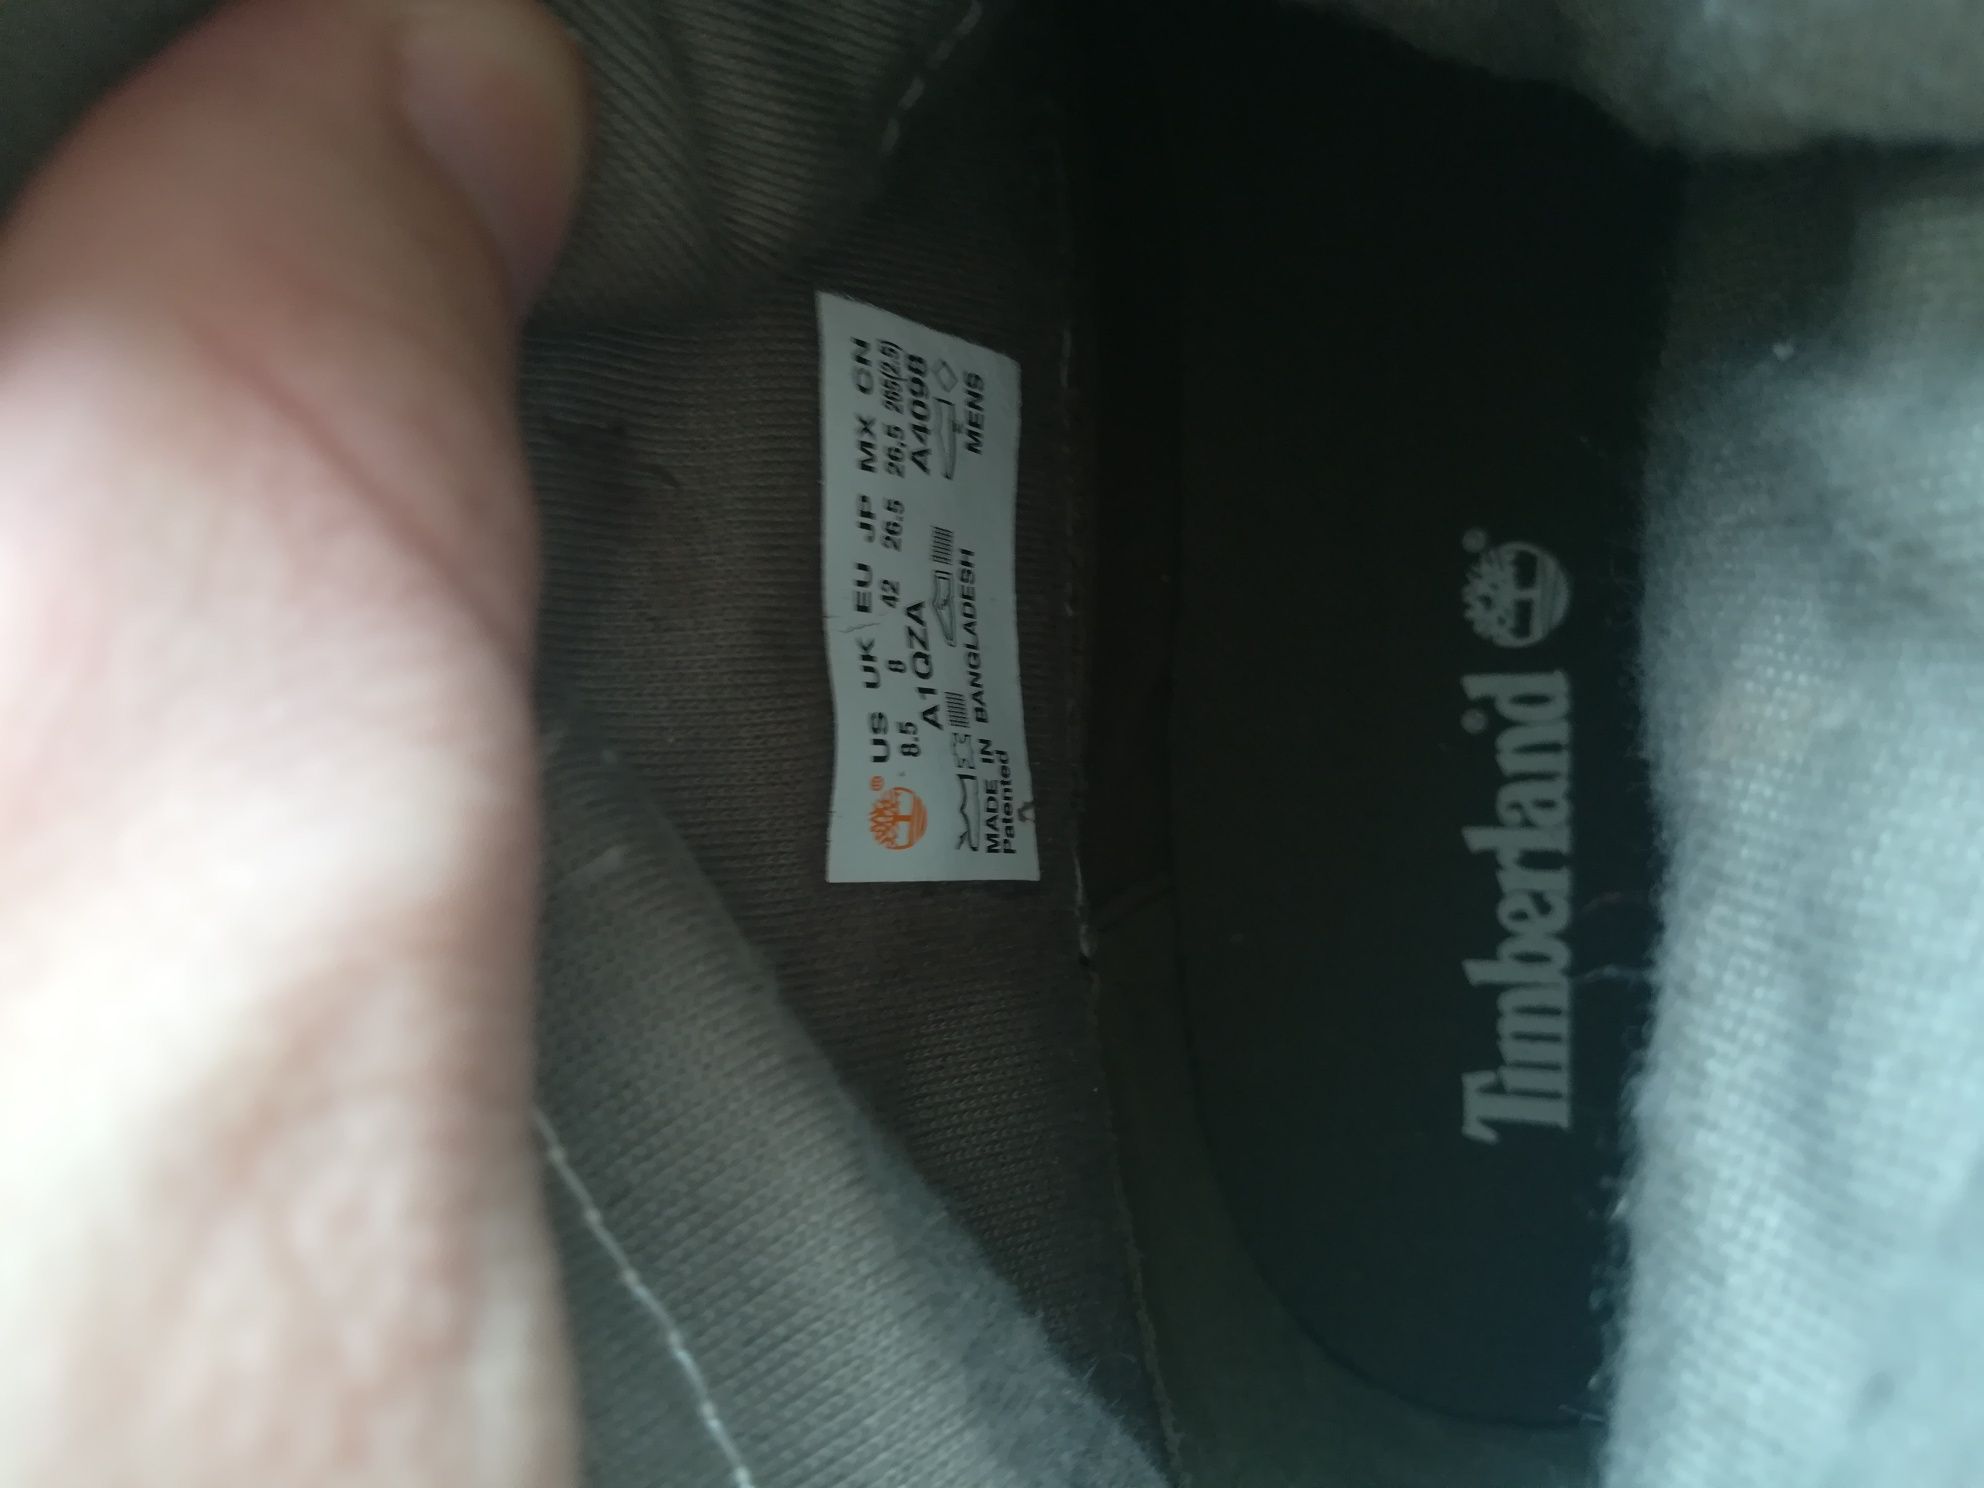 US UK EU JP MX CN
8.5 8 42 26.5 26.5 265(2.5)
A1QZA A4098
MADE IN BANGLADESH MENS
Patented
Timberland